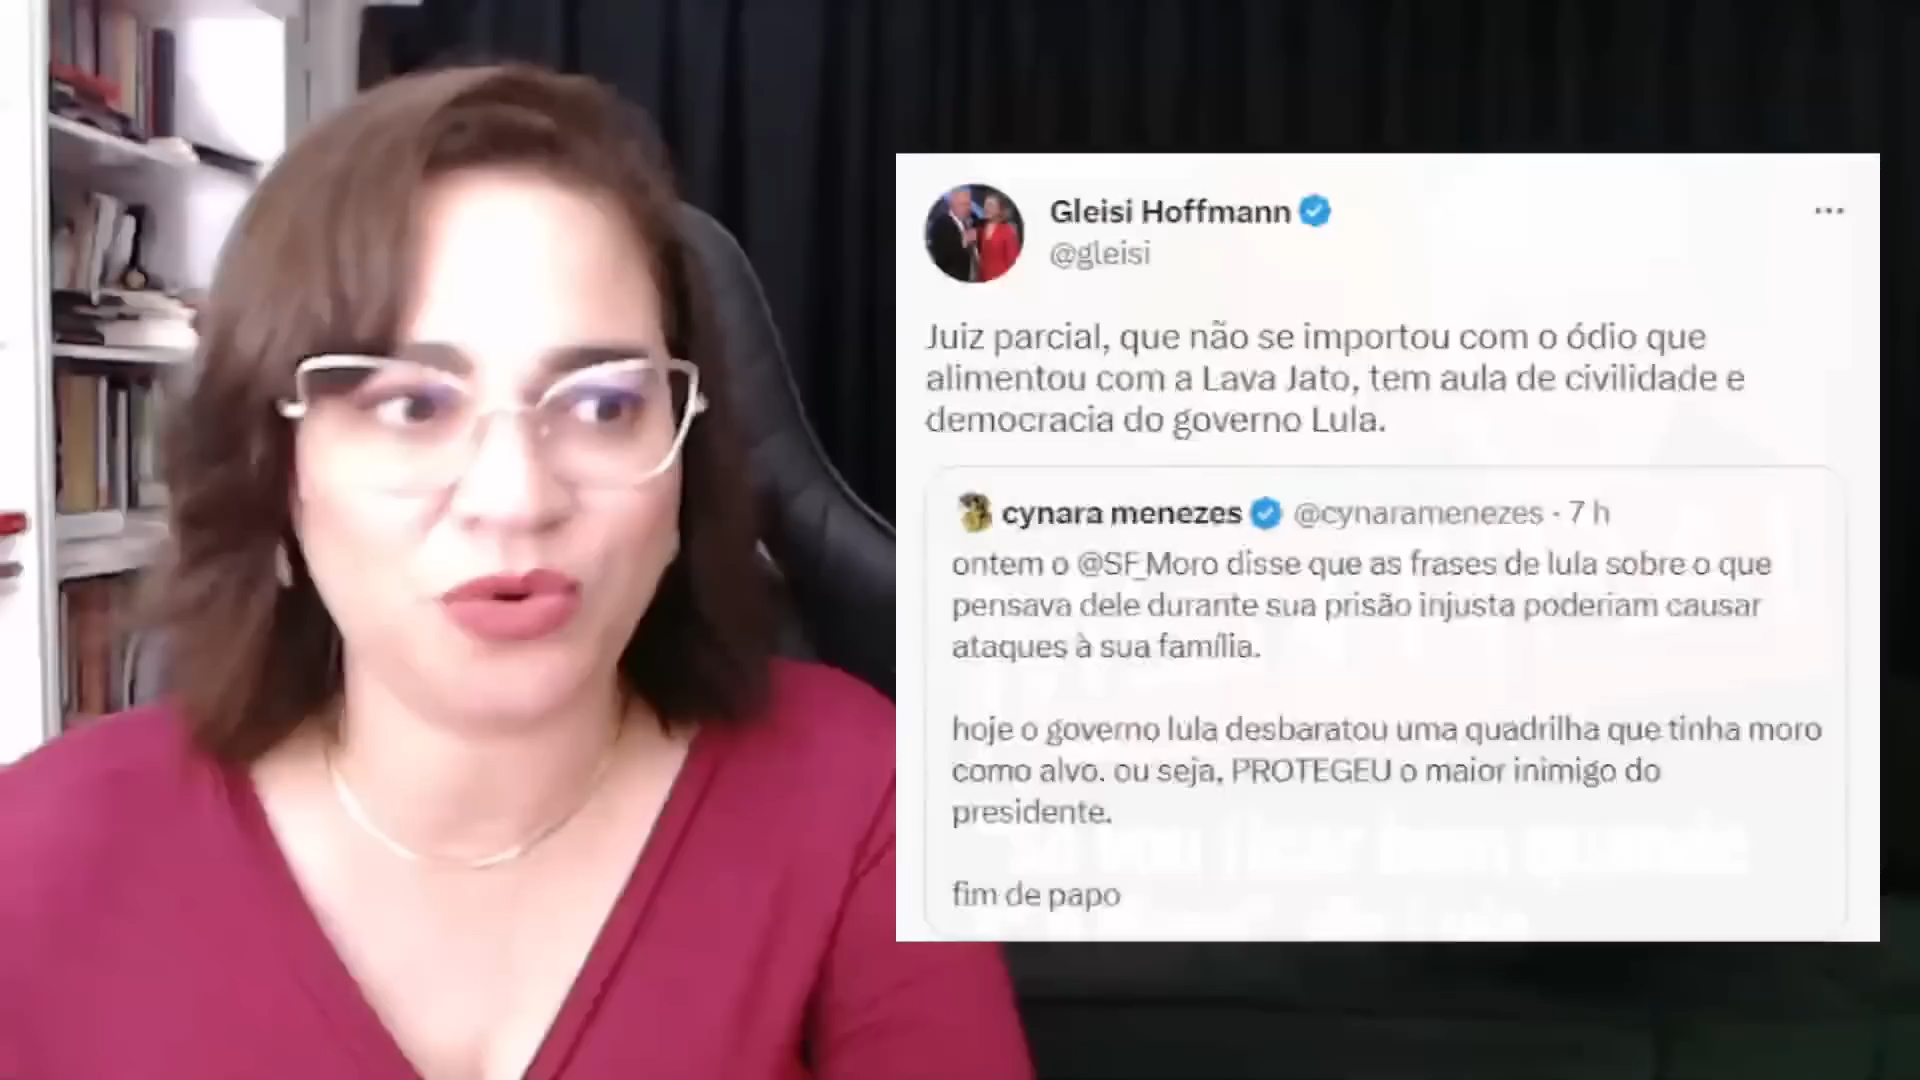 Gleisi Hoffmann
@gleisi
Juiz parcial, que não se importou com o ódio que
alimentou com a Lava Jato, tem aula de civilidade e
democracia do governo Lula.
cynara menezes @cynaramenezes · 7 h
ontem o @SF_Moro disse que as frases de lula sobre o que
pensava dele durante sua prisão injusta poderiam causar
ataques à sua família.
hoje o governo lula desbaratou uma quadrilha que tinha moro
como alvo. ou seja, PROTEGEU o maior inimigo do
presidente.
fim de papo